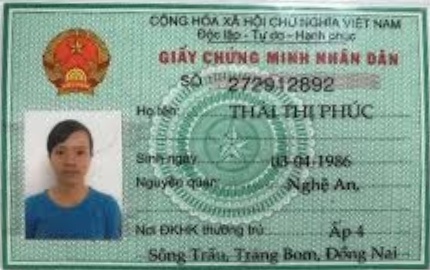 CỘNG HÒA XÃ HỘI CHỦ NGHĨA VIỆT NAM
Độc lập - Tự do - Hạnh phúc
GIẤY CHỨNG MINH NHÂN DÂN
SỐ 272912892
Họ tên: THÁI THỊ PHÚC
Sinh ngày 03-04-1986
Nguyên quán Nghệ An.
Nơi ĐKHK thường trú Ấp 4
Sông Trầu, Trảng Bom, Đồng Nai